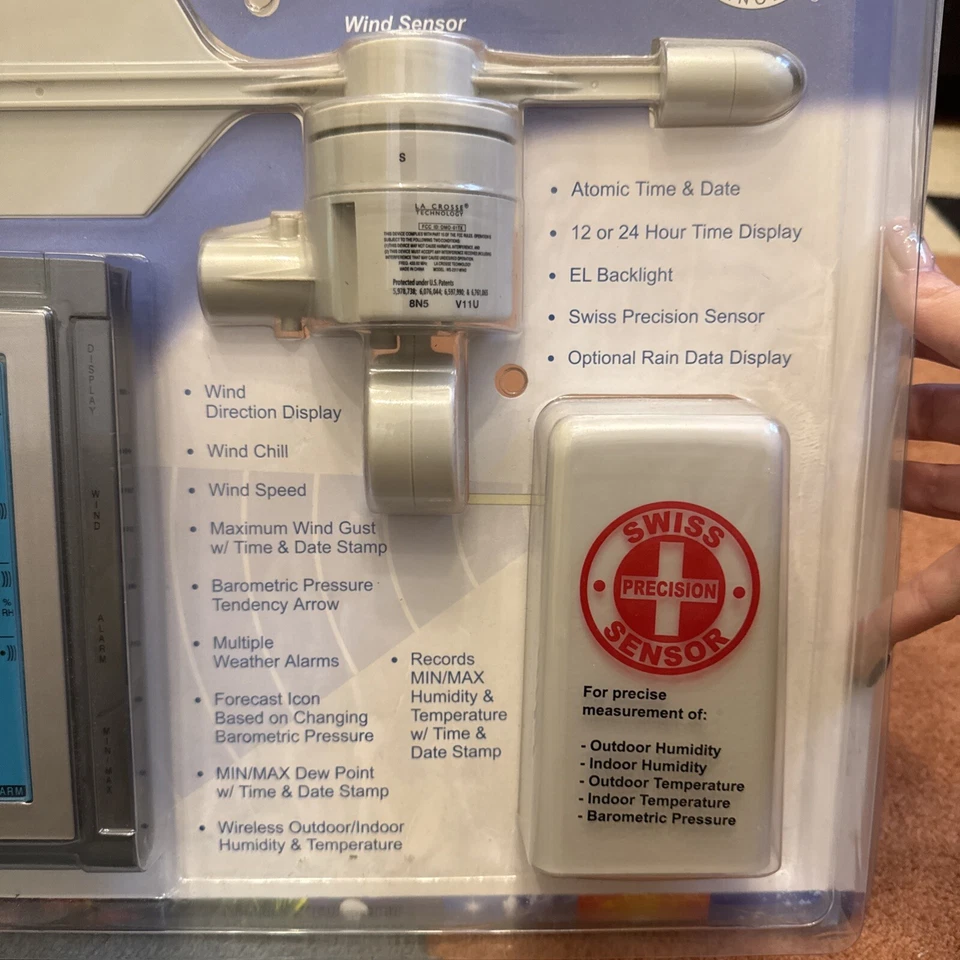 Wind Sensor
S
LA CROSSE®
TECHNOLOGY
Protected under U.S. Patents
8N5 V11U
• Atomic Time & Date
• 12 or 24 Hour Time Display
• EL Backlight
• Swiss Precision Sensor
• Optional Rain Data Display
• Wind
Direction Display
• Wind Chill
• Wind Speed
• Maximum Wind Gust
w/ Time & Date Stamp
• Barometric Pressure
Tendency Arrow
• Multiple
Weather Alarms
• Forecast Icon
Based on Changing
Barometric Pressure
• MIN/MAX Dew Point
w/ Time & Date Stamp
• Wireless Outdoor/Indoor
Humidity & Temperature
• Records
MIN/MAX
Humidity &
Temperature
w/ Time &
Date Stamp
SWISS
PRECISION
SENSOR
For precise
measurement of:
- Outdoor Humidity
- Indoor Humidity
- Outdoor Temperature
- Indoor Temperature
- Barometric Pressure
DISPLAY
WIND
ALARM
MIN/MAX
%
RH
ARM